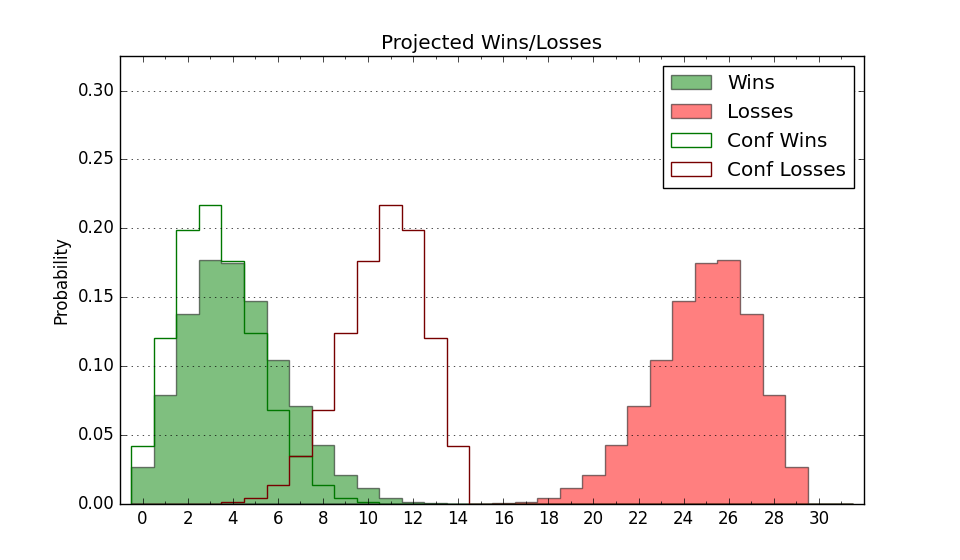 Projected Wins/Losses
Wins
Losses
Conf Wins
Conf Losses
Probability
0.30
0.25
0.20
0.15
0.10
0.05
0.00
0 2 4 6 8 10 12 14 16 18 20 22 24 26 28 30